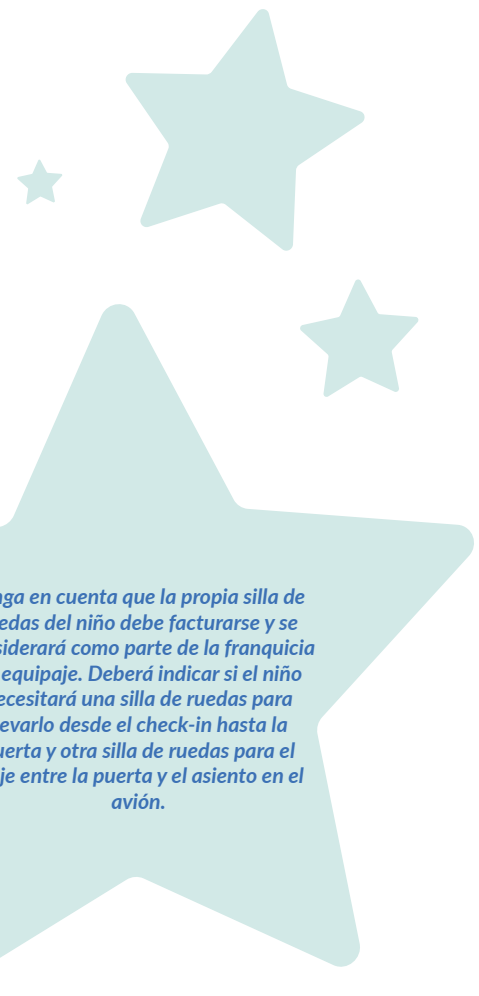 nga en cuenta que la propia silla de
edas del niño debe facturarse y se
siderará como parte de la franquicia
equipaje. Deberá indicar si el niño
ecesitará una silla de ruedas para
evarlo desde el check-in hasta la
uerta y otra silla de ruedas para el
je entre la puerta y el asiento en el
avión.